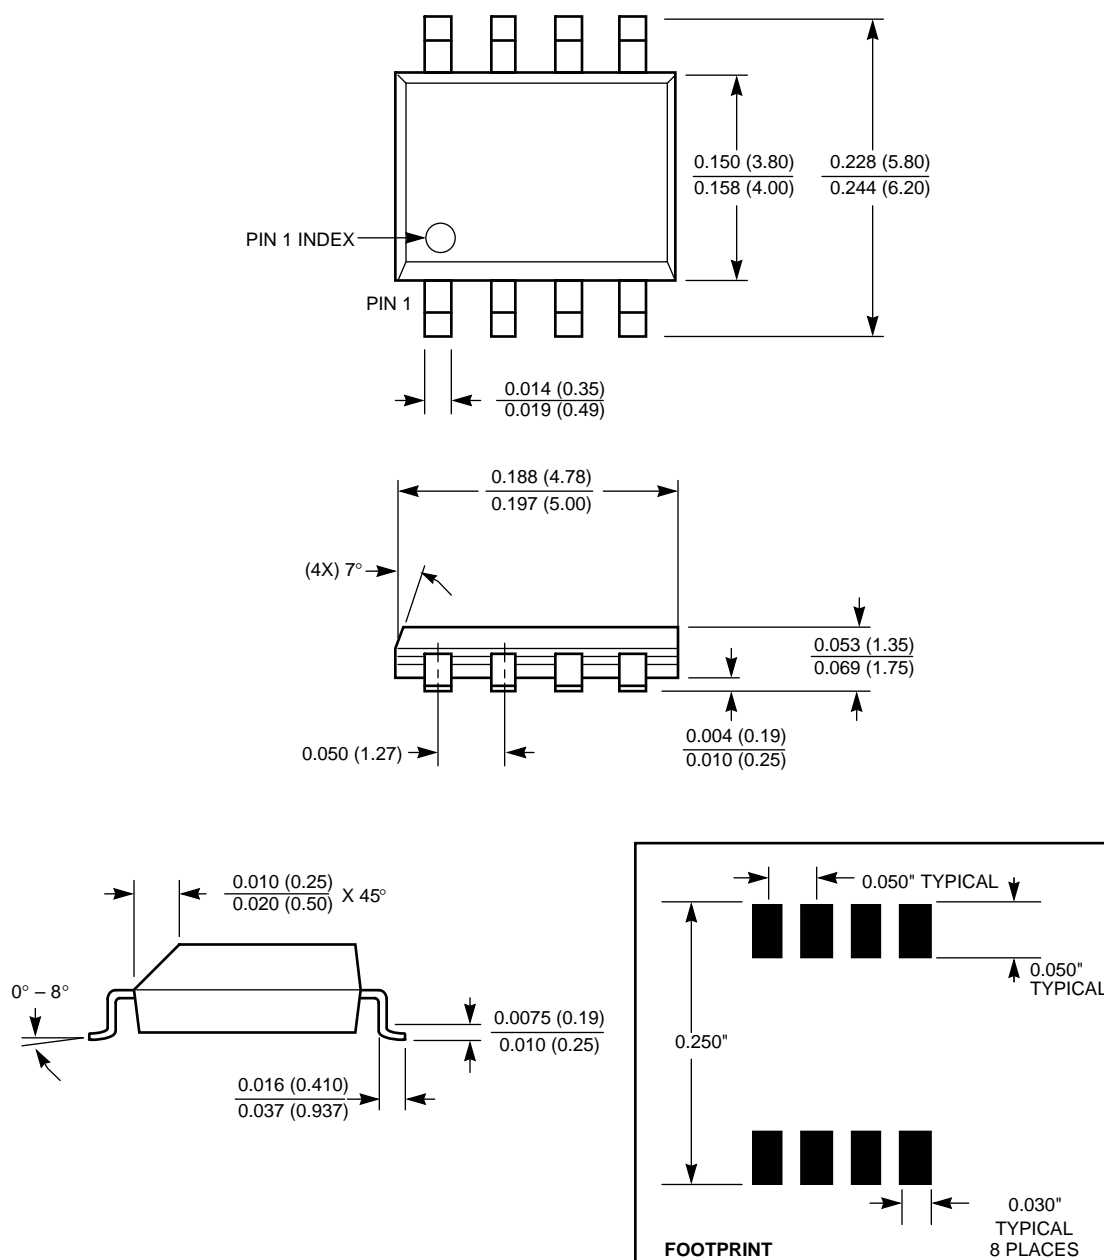 0.150 (3.80)
0.158 (4.00)
0.228 (5.80)
0.244 (6.20)
PIN 1 INDEX
PIN 1
0.014 (0.35)
0.019 (0.49)
0.188 (4.78)
0.197 (5.00)
(4X) 7°
0.053 (1.35)
0.069 (1.75)
0.004 (0.19)
0.010 (0.25)
0.050 (1.27)
0.010 (0.25)
0.020 (0.50)
X 45°
0° – 8°
0.0075 (0.19)
0.010 (0.25)
0.016 (0.410)
0.037 (0.937)
0.050" TYPICAL
0.050"
TYPICAL
0.250"
0.030"
TYPICAL
8 PLACES
FOOTPRINT